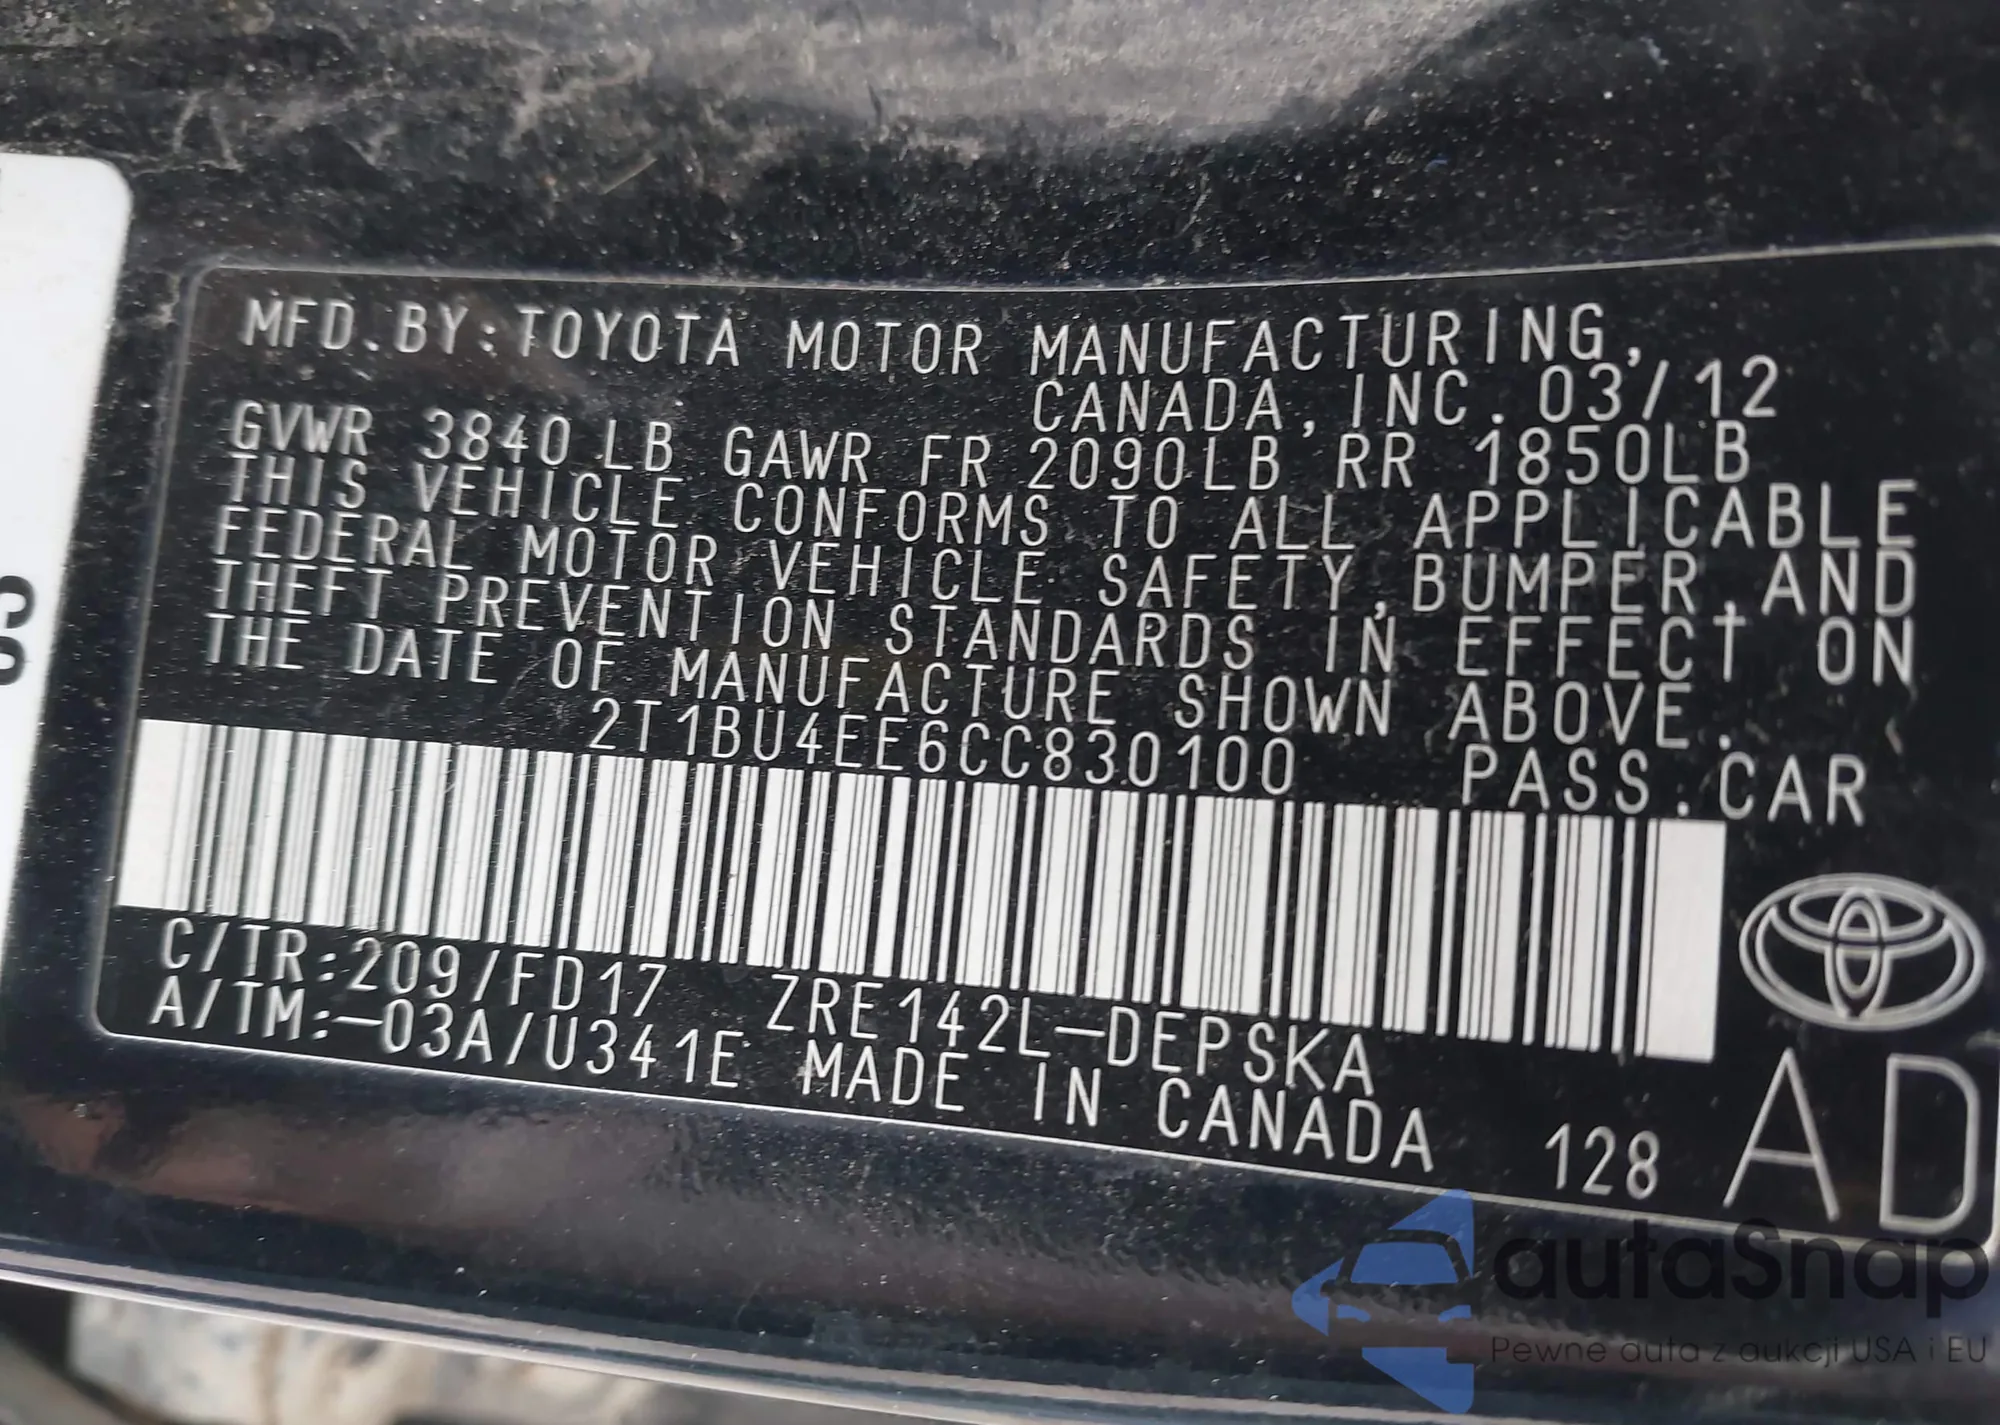 MFD. BY: TOYOTA MOTOR MANUFACTURING,
CANADA, INC. 03/12
GVWR 3840 LB GAWR FR 2090LB RR 1850LB
THIS VEHICLE CONFORMS TO ALL APPLICABLE
FEDERAL MOTOR VEHICLE SAFETY, BUMPER, AND
THEFT PREVENTION STANDARDS IN EFFECT ON
THE DATE OF MANUFACTURE SHOWN ABOVE.
2T1BU4EE6CC830100 PASS. CAR
C/TR: 209/FD17 ZRE142L-DEPSKA
A/TM: -03A/U341E MADE IN CANADA 128
AD
autaSnap
Pewne auta z aukcji USA i EU